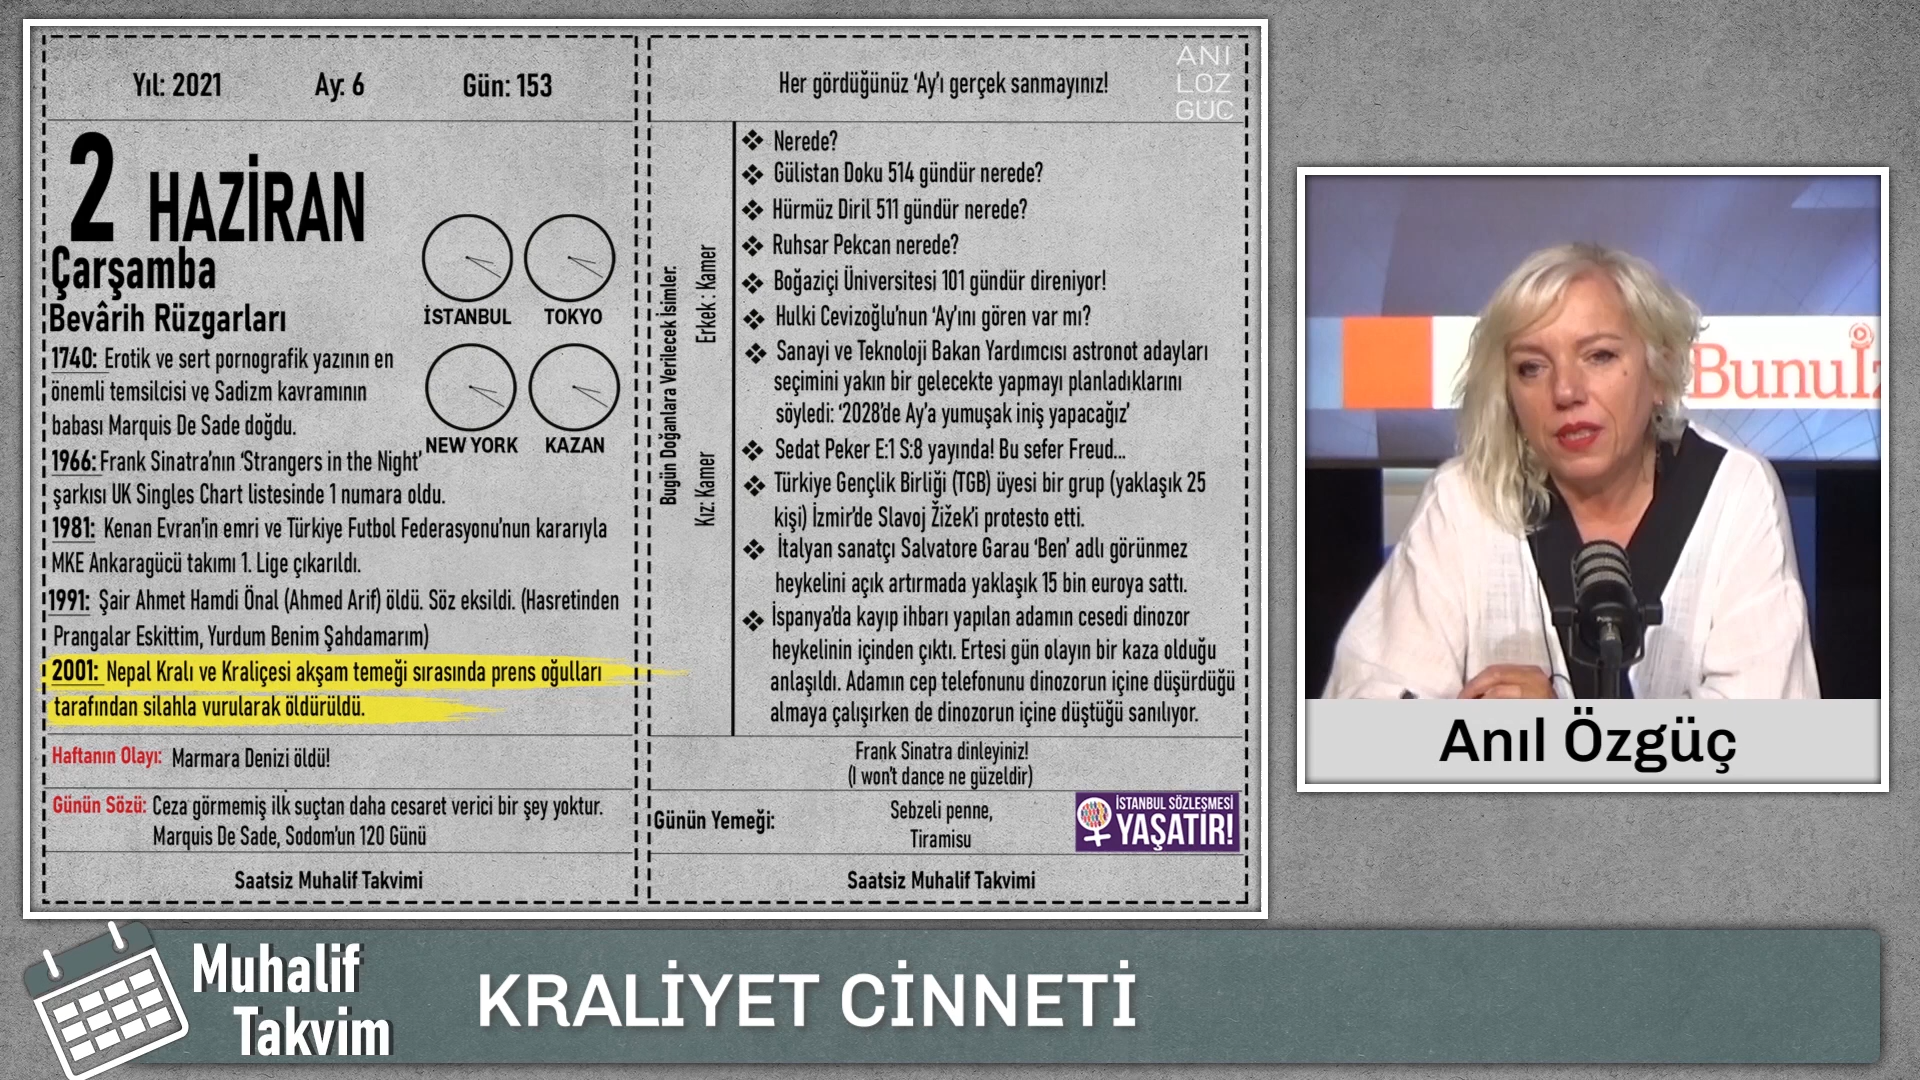 Yıl: 2021 Ay: 6 Gün: 153
2 HAZİRAN
Çarşamba
Bevârih Rüzgarları
İSTANBUL TOKYO
NEW YORK KAZAN
1740: Erotik ve sert pornografik yazının en
önemli temsilcisi ve Sadizm kavramının
babası Marquis De Sade doğdu.
1966: Frank Sinatra'nın 'Strangers in the Night'
şarkısı UK Singles Chart listesinde 1 numara oldu.
1981: Kenan Evran'in emri ve Türkiye Futbol Federasyonu'nun kararıyla
MKE Ankaragücü takımı 1. Lige çıkarıldı.
1991: Şair Ahmet Hamdi Önal (Ahmed Arif) öldü. Söz eksildi. (Hasretinden
Prangalar Eskittim, Yurdum Benim Şahdamarım)
2001: Nepal Kralı ve Kraliçesi akşam temeği sırasında prens oğulları
tarafından silahla vurularak öldürüldü.
Haftanın Olayı: Marmara Denizi öldü!
Günün Sözü: Ceza görmemiş ilk suçtan daha cesaret verici bir şey yoktur.
Marquis De Sade, Sodom'un 120 Günü
Saatsiz Muhalif Takvimi
Her gördüğünüz 'Ay'ı gerçek sanmayınız!
ANI
LÖZ
GÜÇ
Bugün Doğanlara Verilecek İsimler:
Kız: Kamer Erkek: Kamer
❖ Nerede?
❖ Gülistan Doku 514 gündür nerede?
❖ Hürmüz Diril 511 gündür nerede?
❖ Ruhsar Pekcan nerede?
❖ Boğaziçi Üniversitesi 101 gündür direniyor!
❖ Hulki Cevizoğlu'nun 'Ay'ını gören var mı?
❖ Sanayi ve Teknoloji Bakan Yardımcısı astronot adayları
seçimini yakın bir gelecekte yapmayı planladıklarını
söyledi: '2028'de Ay'a yumuşak iniş yapacağız'
❖ Sedat Peker E:1 S:8 yayında! Bu sefer Freud...
❖ Türkiye Gençlik Birliği (TGB) üyesi bir grup (yaklaşık 25
kişi) İzmir'de Slavoj Žižek'i protesto etti.
❖ İtalyan sanatçı Salvatore Garau 'Ben' adlı görünmez
heykelini açık artırmada yaklaşık 15 bin euroya sattı.
❖ İspanya'da kayıp ihbarı yapılan adamın cesedi dinozor
heykelinin içinden çıktı. Ertesi gün olayın bir kaza olduğu
anlaşıldı. Adamın cep telefonunu dinozorun içine düşürdüğü
almaya çalışırken de dinozorun içine düştüğü sanılıyor.
Frank Sinatra dinleyiniz!
(I won't dance ne güzeldir)
Günün Yemeği: Sebzeli penne,
Tiramisu
İSTANBUL SÖZLEŞMESİ
YAŞATIR!
Saatsiz Muhalif Takvimi
Bunuİz
Anıl Özgüç
Muhalif
Takvim
KRALİYET CİNNETİ